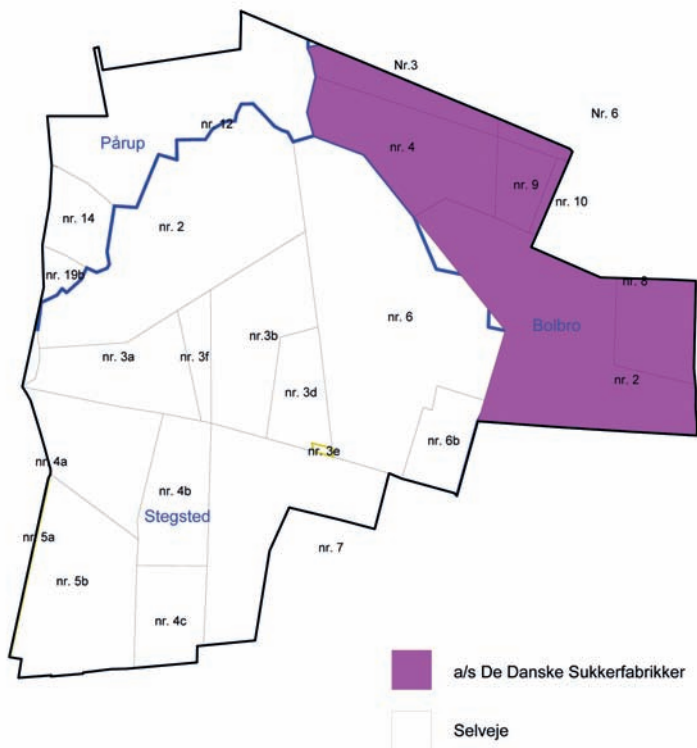 Nr.3
Nr. 6
nr. 12
Pårup
nr. 4
nr. 9
nr. 10
nr. 14
nr. 2
nr. 19b
nr. 8
nr. 6
Bolbro
nr. 3a
nr. 3f
nr.3b
nr. 3d
nr. 2
nr. 6b
nr. 3e
nr. 4a
nr. 4b
Stegsted
nr. 5a
nr. 7
nr. 5b
nr. 4c
a/s De Danske Sukkerfabrikker
Selveje